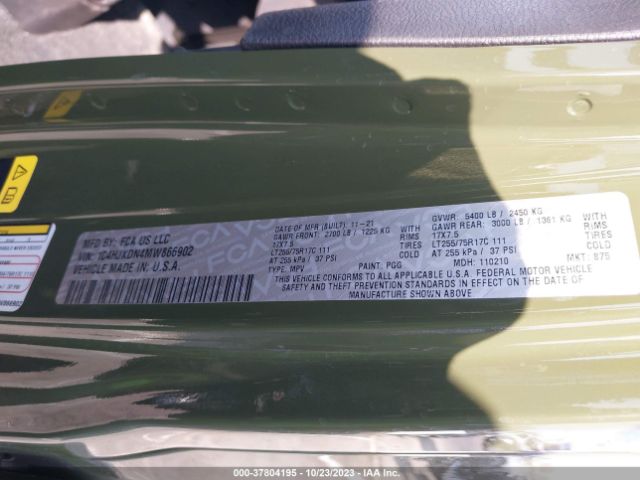 MFD BY: FCA US LLC
DATE OF MFR (BUILT): 11-21
GVWR: 5400 LB / 2450 KG
GAWR FRONT: 2700 LB / 1225 KG WITH
GAWR REAR: 3000 LB / 1361 KG WITH
17X7.5 RIMS
17X7.5 RIMS
LT255/75R17C 111 TIRES
LT255/75R17C 111 TIRES
AT 255 kPa / 37 PSI
AT 255 kPa / 37 PSI
VIN: 1C4HJXDN4MW866902
TYPE: MPV
PAINT: PGG
MDH: 110210
MKT: 875
VEHICLE MADE IN U.S.A.
THIS VEHICLE CONFORMS TO ALL APPLICABLE U.S.A. FEDERAL MOTOR VEHICLE
SAFETY AND THEFT PREVENTION STANDARDS IN EFFECT ON THE DATE OF
MANUFACTURE SHOWN ABOVE
000-37804195 - 10/23/2023 - IAA Inc.